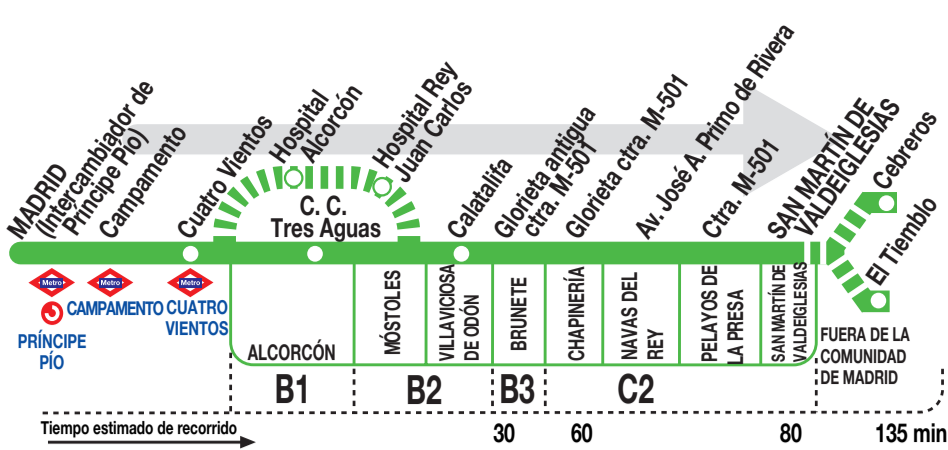 MADRID
(Intercambiador de
Príncipe Pío)
Campamento
Cuatro Vientos
Hospital
Alcorcón
Hospital Rey
Juan Carlos
C. C.
Tres Aguas
Calatalifa
Glorieta antigua
ctra. M-501
Glorieta ctra. M-501
Av. José A. Primo de Rivera
Ctra. M-501
SAN MARTÍN DE
VALDEIGLESIAS
Cebreros
El Tiemblo
Metro
Metro
Metro
PRÍNCIPE
PÍO
CAMPAMENTO
CUATRO
VIENTOS
ALCORCÓN
MÓSTOLES
VILLAVICIOSA
DE ODÓN
BRUNETE
CHAPINERÍA
NAVAS DEL
REY
PELAYOS DE
LA PRESA
SAN MARTÍN DE
VALDEIGLESIAS
FUERA DE LA
COMUNIDAD
DE MADRID
B1
B2
B3
C2
Tiempo estimado de recorrido
30
60
80
135 min